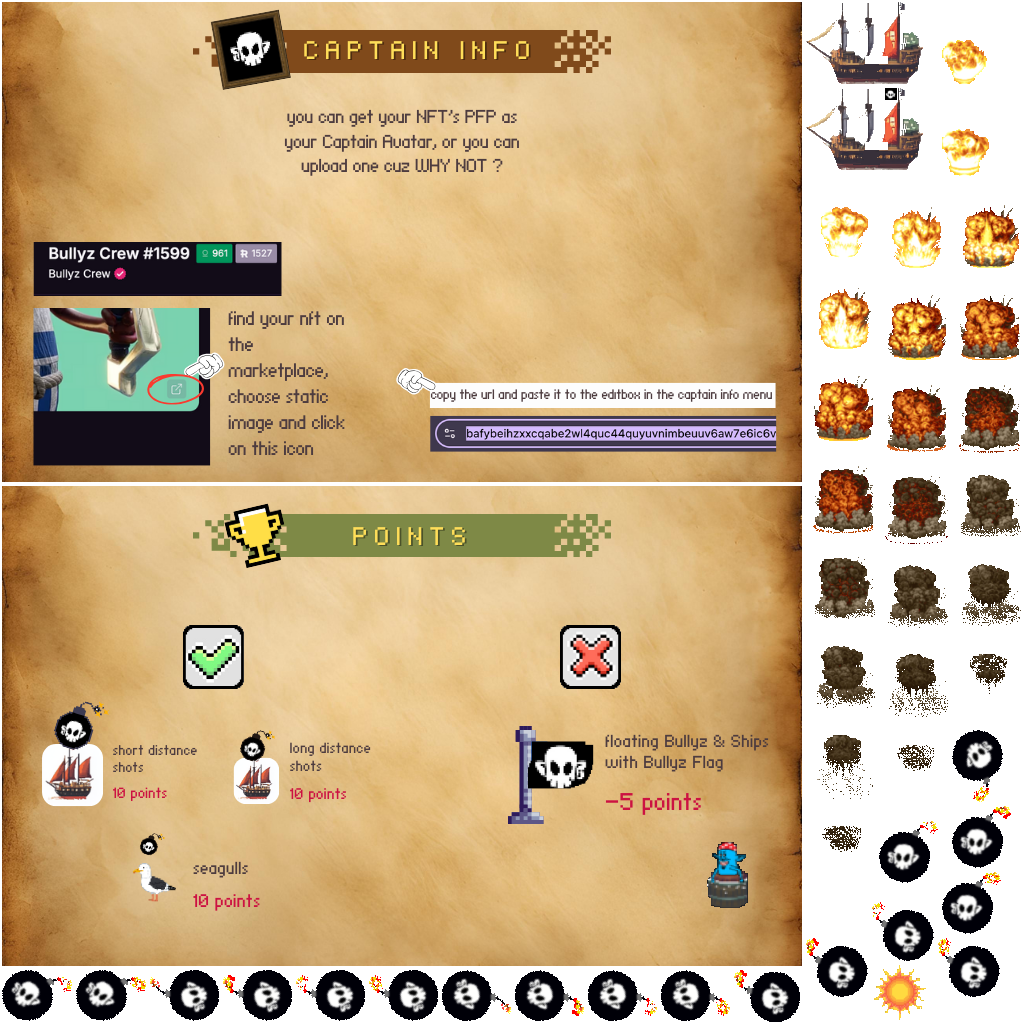 CAPTAIN INFO
you can get your NFT's PFP as
your Captain Avatar, or you can
upload one cuz WHY NOT ?
Bullyz Crew #1599 961 R 1527
Bullyz Crew
find your nft on
the
marketplace,
choose static
image and click
on this icon
copy the url and paste it to the editbox in the captain info menu
bafybeihzxxcqabe2wl4quc44quyuvnimbeuuv6aw7e6ic6v
POINTS
short distance
shots
10 points
long distance
shots
10 points
seagulls
10 points
floating Bullyz & Ships
with Bullyz Flag
-5 points